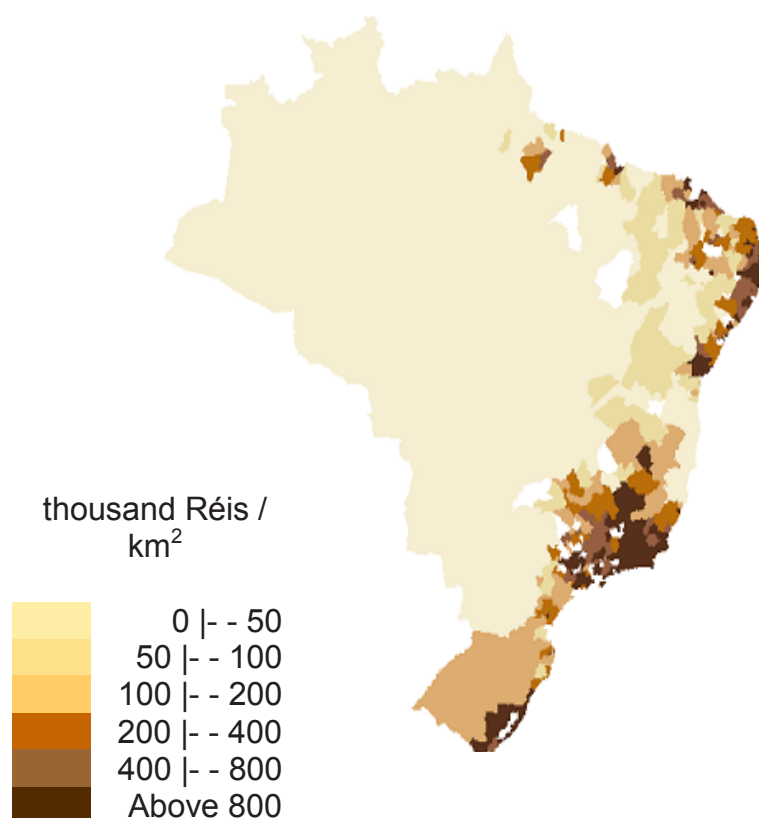 thousand Réis /
km²
0 |- - 50
50 |- - 100
100 |- - 200
200 |- - 400
400 |- - 800
Above 800